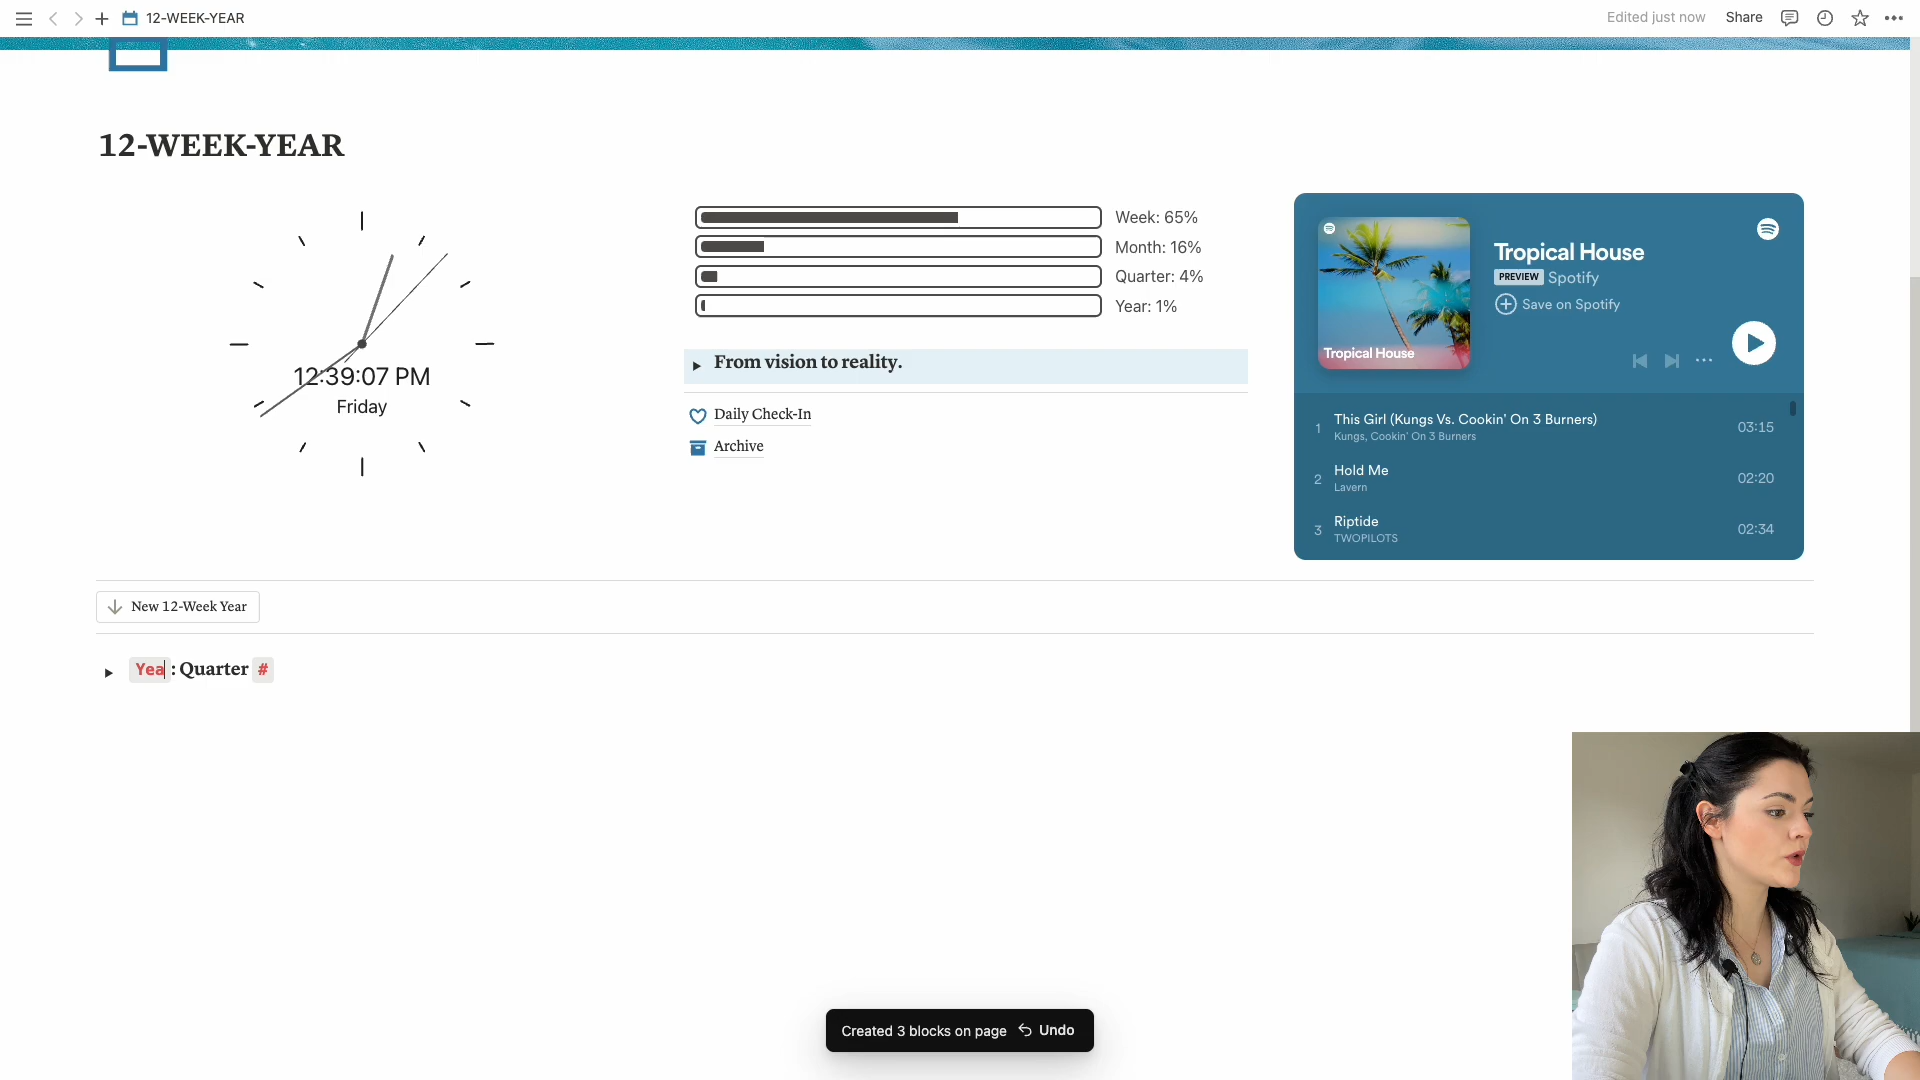 12-WEEK-YEAR
Edited just now
Share
12-WEEK-YEAR
12:39:07 PM
Friday
Week: 65%
Month: 16%
Quarter: 4%
Year: 1%
From vision to reality.
Daily Check-In
Archive
Tropical House
Tropical House
PREVIEW Spotify
Save on Spotify
1 This Girl (Kungs Vs. Cookin' On 3 Burners) 03:15
Kungs, Cookin' On 3 Burners
2 Hold Me 02:20
Lavern
3 Riptide 02:34
TWOPILOTS
New 12-Week Year
Yea: Quarter #
Created 3 blocks on page Undo